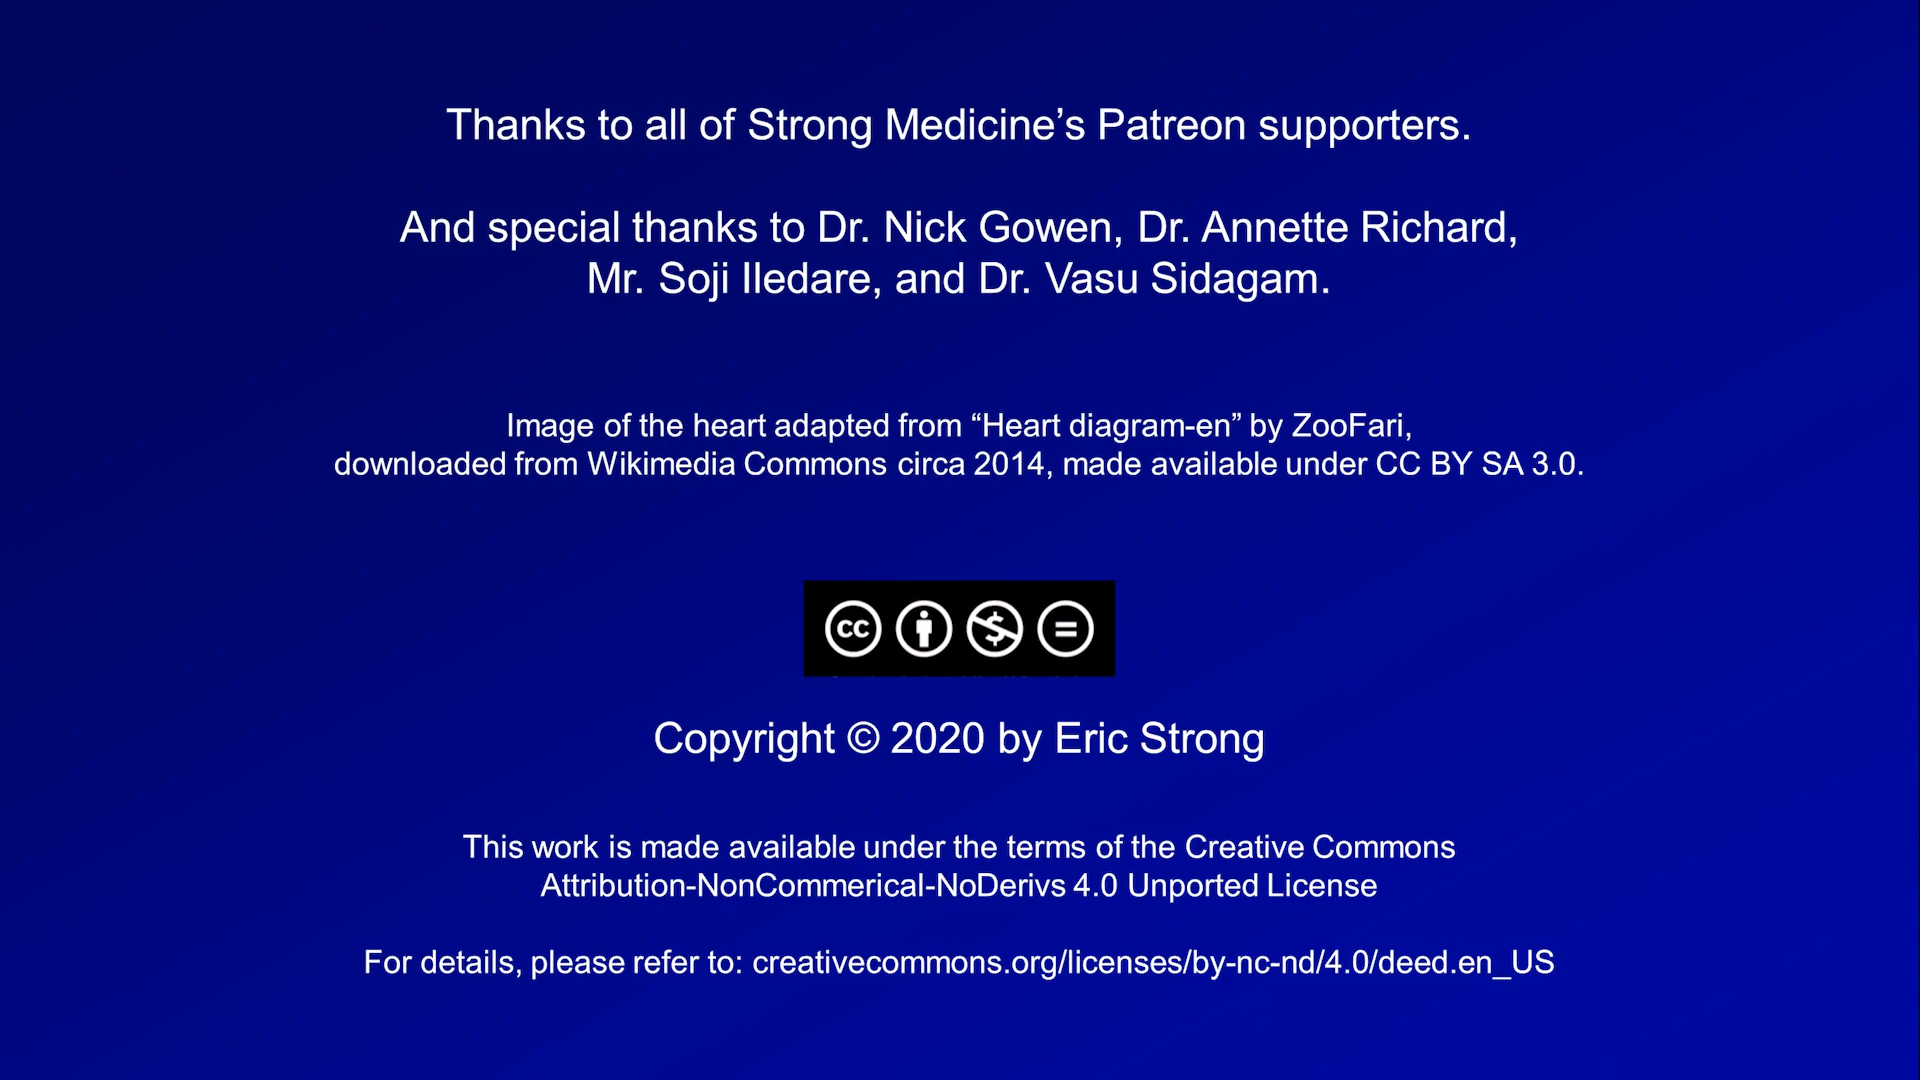 Thanks to all of Strong Medicine’s Patreon supporters.
And special thanks to Dr. Nick Gowen, Dr. Annette Richard,
Mr. Soji Iledare, and Dr. Vasu Sidagam.
Image of the heart adapted from “Heart diagram-en” by ZooFari,
downloaded from Wikimedia Commons circa 2014, made available under CC BY SA 3.0.
cc $ =
Copyright © 2020 by Eric Strong
This work is made available under the terms of the Creative Commons
Attribution-NonCommerical-NoDerivs 4.0 Unported License
For details, please refer to: creativecommons.org/licenses/by-nc-nd/4.0/deed.en_US